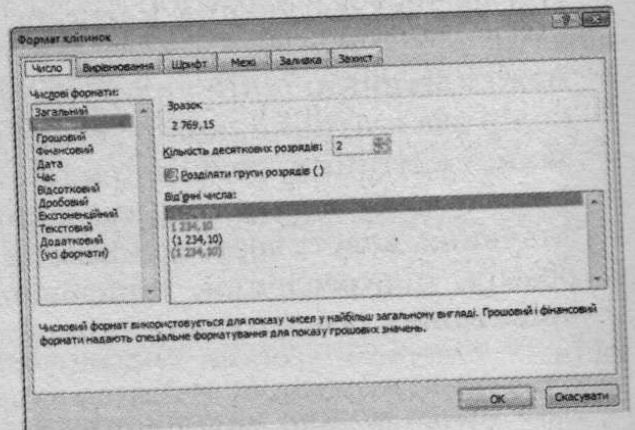 Формат клітинок
Число Вирівнювання Шрифт Межі Заливка Захист
Числові формати:
Загальний
Грошовий
Фінансовий
Дата
Час
Відсотковий
Дробовий
Експоненційний
Текстовий
Додатковий
(усі формати)
Зразок
2 769,15
Кількість десяткових розрядів: 2
Розділяти групи розрядів ( )
Від'ємні числа:
1 234,10
(1 234,10)
(1 234,10)
Числовий формат використовується для показу чисел у найбільш загальному вигляді. Грошовий і фінансовий
формати надають спеціальне форматування для показу грошових значень.
ОК Скасувати